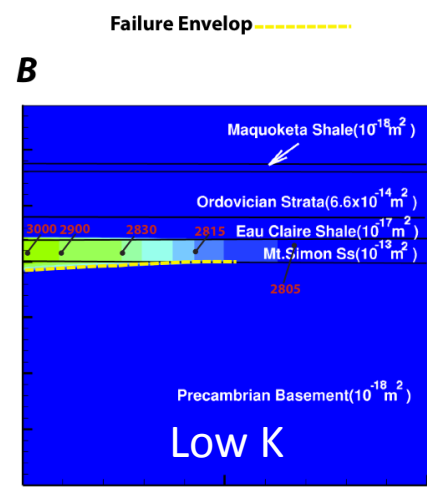 Failure Envelop
B
Maquoketa Shale(10-18m2)
Ordovician Strata(6.6x10-14m2)
3000 2900 2830 2815 Eau Claire Shale(10-17m2)
Mt.Simon Ss(10-13m2)
2805
Precambrian Basement(10-18m2)
Low K